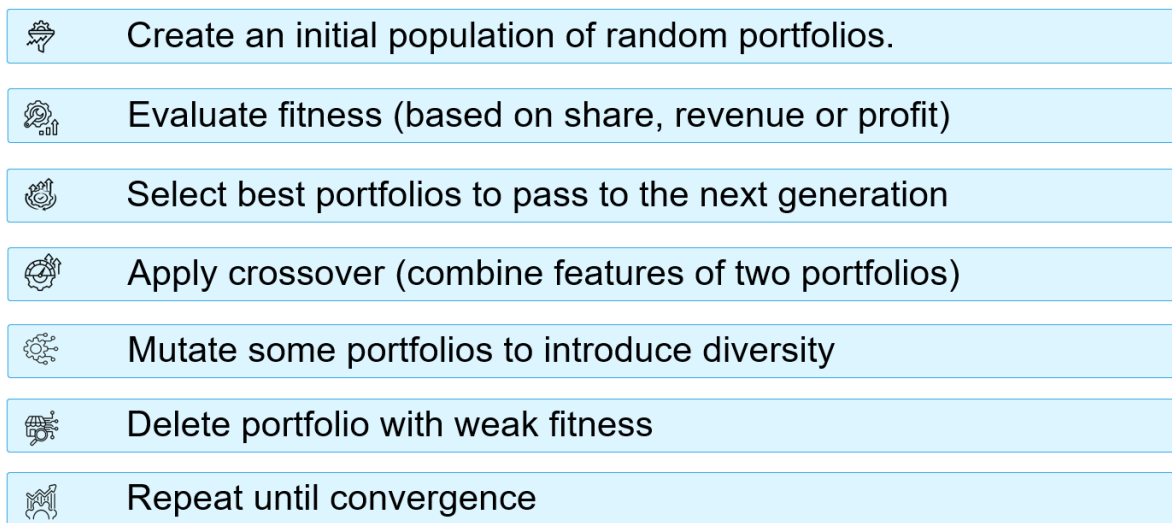 Create an initial population of random portfolios.
Evaluate fitness (based on share, revenue or profit)
Select best portfolios to pass to the next generation
Apply crossover (combine features of two portfolios)
Mutate some portfolios to introduce diversity
Delete portfolio with weak fitness
Repeat until convergence